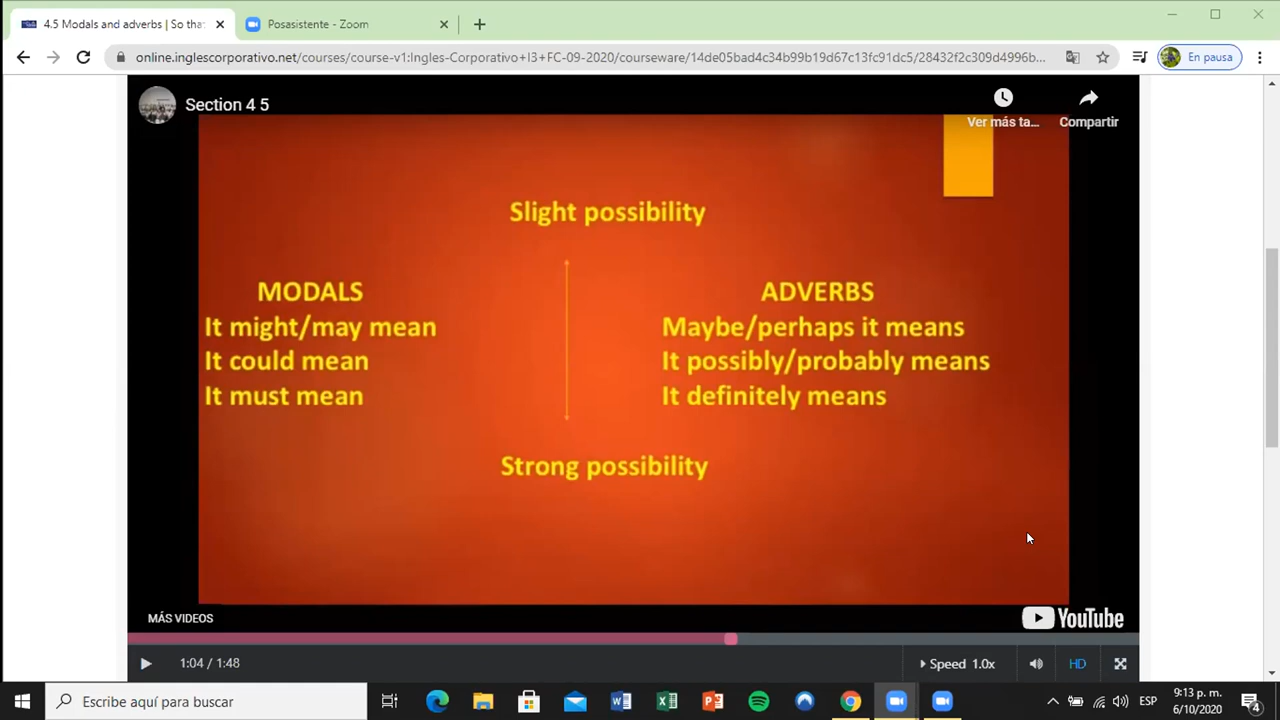 4.5 Modals and adverbs | So tha
Posasistente - Zoom
online.inglescorporativo.net/courses/course-v1:Ingles-Corporativo+I3+FC-09-2020/courseware/14de05bad4c34b99b19d67c13fc91dc5/28432f2c309d4996b...
En pausa
Section 4 5
Ver más ta...
Compartir
Slight possibility
MODALS
It might/may mean
It could mean
It must mean
ADVERBS
Maybe/perhaps it means
It possibly/probably means
It definitely means
Strong possibility
MÁS VIDEOS
YouTube
1:04 / 1:48
Speed 1.0x
HD
Escribe aquí para buscar
ESP
9:13 p. m.
6/10/2020
4